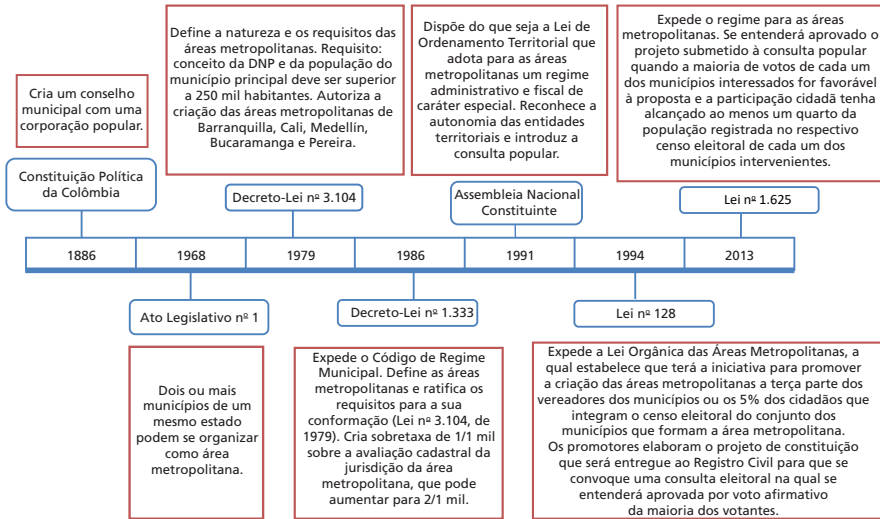 Cria um conselho
municipal com uma
corporação popular.
Constituição Política
da Colômbia
Define a natureza e os requisitos das
áreas metropolitanas. Requisito:
conceito da DNP e da população do
município principal deve ser superior
a 250 mil habitantes. Autoriza a
criação das áreas metropolitanas de
Barranquilla, Cali, Medellín,
Bucaramanga e Pereira.
Decreto-Lei nº 3.104
Dispõe do que seja a Lei de
Ordenamento Territorial que
adota para as áreas
metropolitanas um regime
administrativo e fiscal de
caráter especial. Reconhece a
autonomia das entidades
territoriais e introduz a
consulta popular.
Assembleia Nacional
Constituinte
Expede o regime para as áreas
metropolitanas. Se entenderá aprovado o
projeto submetido à consulta popular
quando a maioria de votos de cada um
dos municípios interessados for favorável
à proposta e a participação cidadã tenha
alcançado ao menos um quarto da
população registrada no respectivo
censo eleitoral de cada um dos
municípios intervenientes.
Lei nº 1.625
1886 1968 1979 1986 1991 1994 2013
Ato Legislativo nº 1
Dois ou mais
municípios de um
mesmo estado
podem se organizar
como área
metropolitana.
Decreto-Lei nº 1.333
Expede o Código de Regime
Municipal. Define as áreas
metropolitanas e ratifica os
requisitos para a sua
conformação (Lei nº 3.104, de
1979). Cria sobretaxa de 1/1 mil
sobre a avaliação cadastral da
jurisdição da área
metropolitana, que pode
aumentar para 2/1 mil.
Lei nº 128
Expede a Lei Orgânica das Áreas Metropolitanas, a
qual estabelece que terá a iniciativa para promover
a criação das áreas metropolitanas a terça parte dos
vereadores dos municípios ou os 5% dos cidadãos que
integram o censo eleitoral do conjunto dos
municípios que formam a área metropolitana.
Os promotores elaboram o projeto de constituição
que será entregue ao Registro Civil para que se
convoque uma consulta eleitoral na qual se
entenderá aprovada por voto afirmativo
da maioria dos votantes.